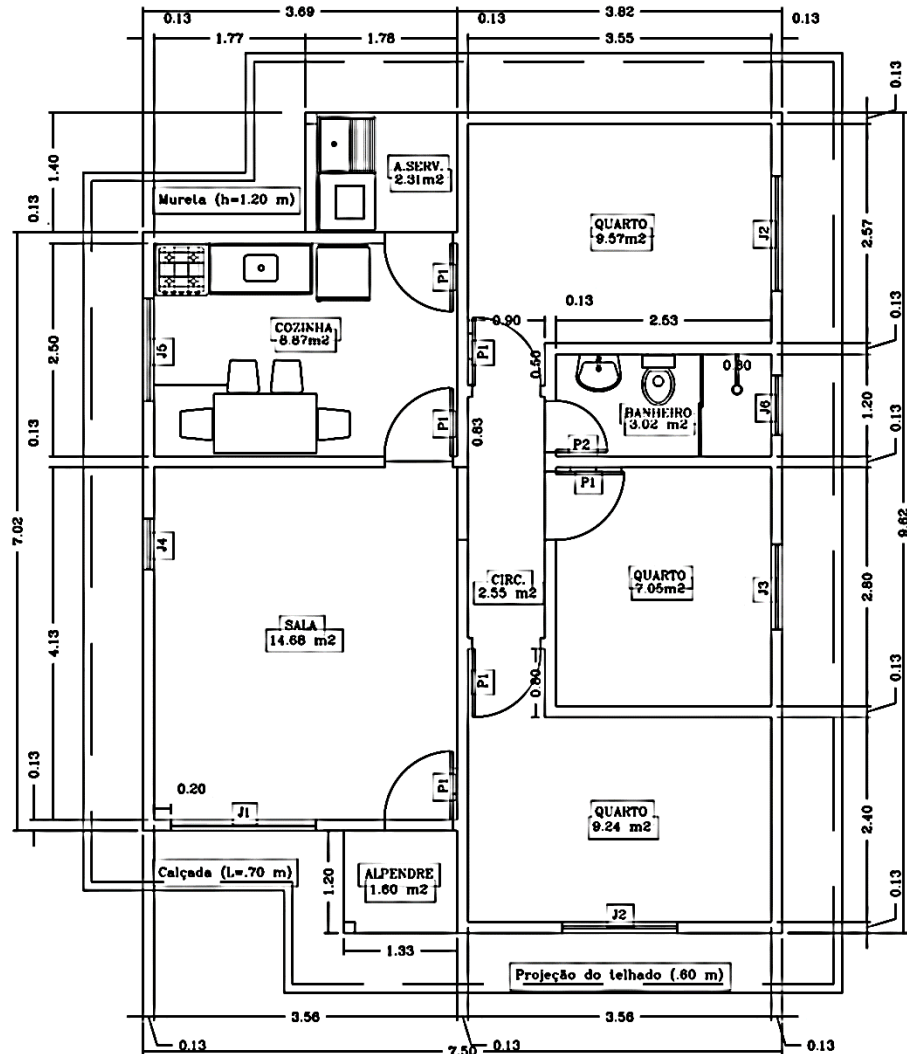 3.69
3.82
0.13
0.13
0.13
1.77
1.78
3.55
0.13
1.40
A.SERV.
2.31m2
Mureta (h=1.20 m)
0.13
QUARTO
9.57m2
J2
2.57
P1
COZINHA
8.87m2
0.13
0.90
2.53
0.13
2.50
J5
P1
0.50
0.80
J6
1.20
BANHEIRO
3.02 m2
0.13
P1
0.83
P2
0.13
P1
7.02
9.62
J4
CIRC.
2.55 m2
QUARTO
7.05m2
J3
2.80
SALA
14.68 m2
4.13
P1
0.80
0.13
0.13
0.20
P1
J1
QUARTO
9.24 m2
2.40
Calçada (L=.70 m)
1.20
ALPENDRE
1.60 m2
0.13
J2
1.33
Projeção do telhado (.60 m)
3.56
3.56
0.13
0.13
0.13
7.50